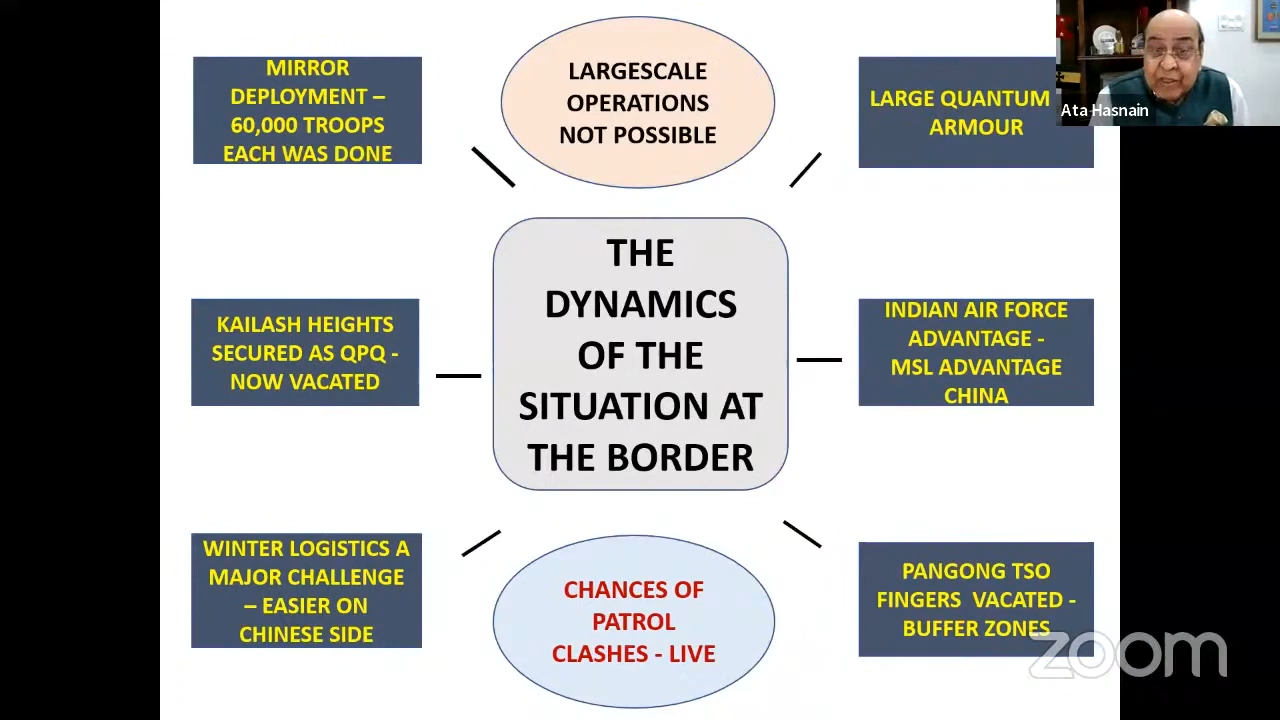 MIRROR
DEPLOYMENT –
60,000 TROOPS
EACH WAS DONE
LARGESCALE
OPERATIONS
NOT POSSIBLE
LARGE QUANTUM
ARMOUR
Ata-Hasnain
KAILASH HEIGHTS
SECURED AS QPQ -
NOW VACATED
THE
DYNAMICS
OF THE
SITUATION AT
THE BORDER
INDIAN AIR FORCE
ADVANTAGE -
MSL ADVANTAGE
CHINA
WINTER LOGISTICS A
MAJOR CHALLENGE
– EASIER ON
CHINESE SIDE
CHANCES OF
PATROL
CLASHES - LIVE
PANGONG TSO
FINGERS VACATED -
BUFFER ZONES
zoom